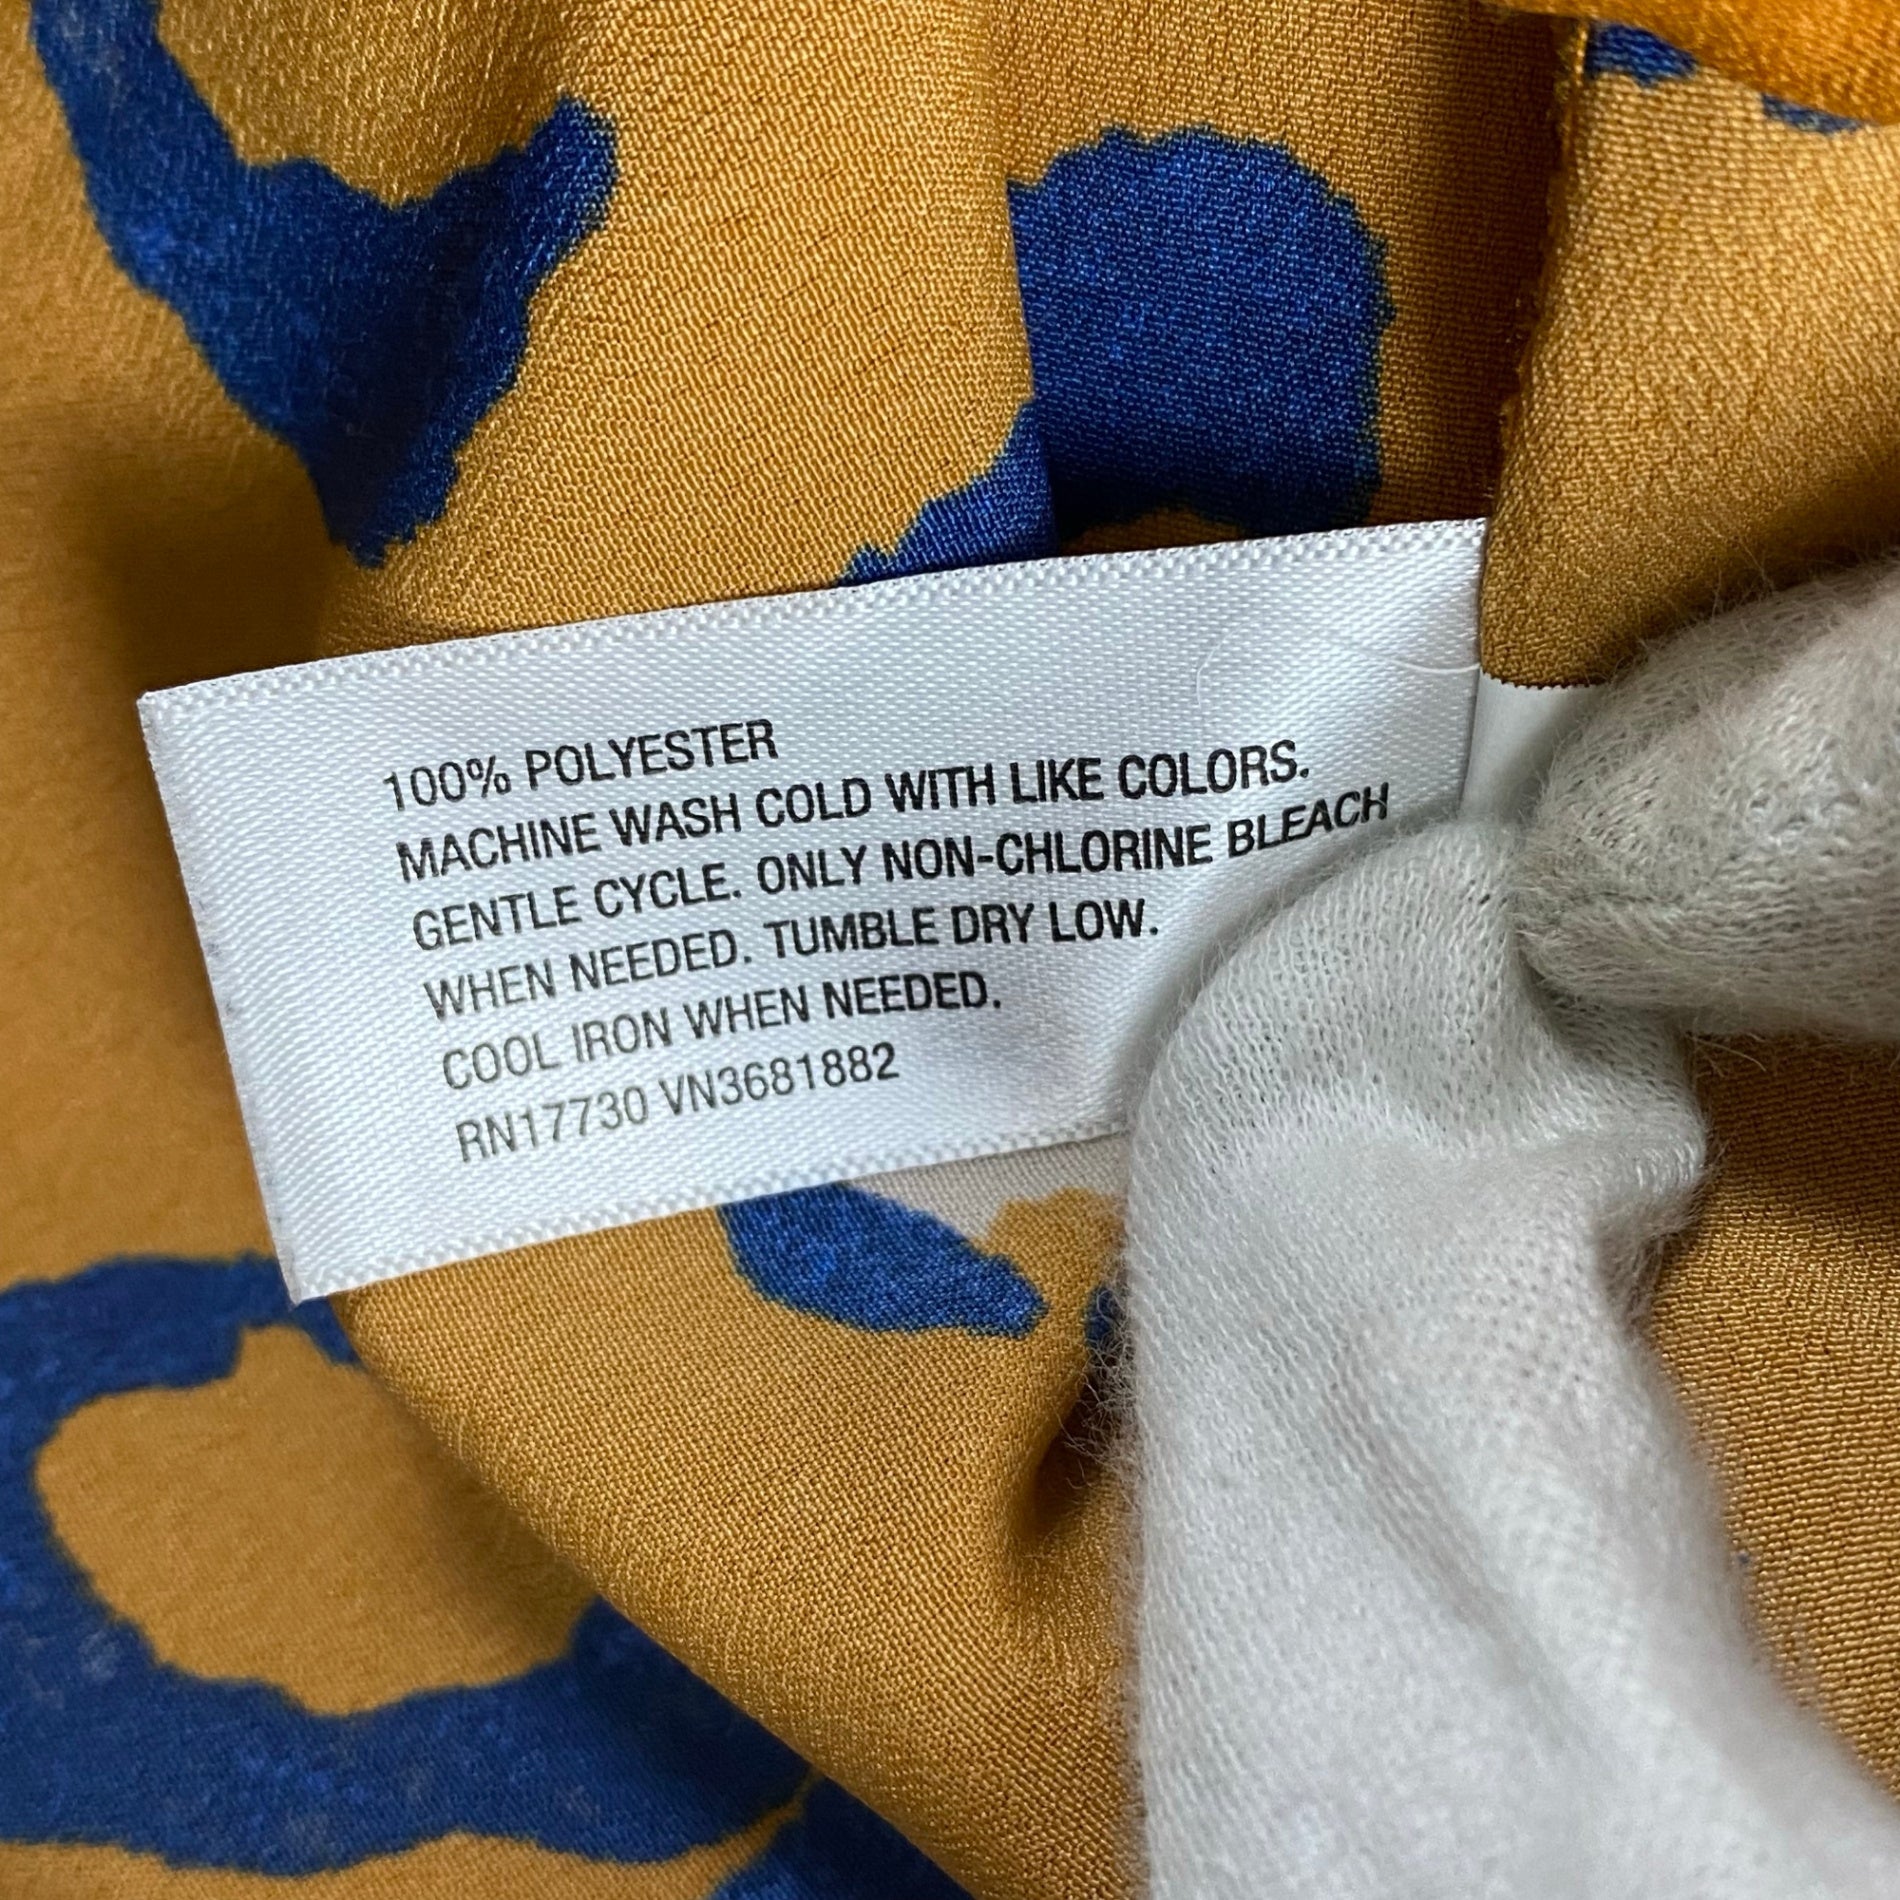 100% POLYESTER
MACHINE WASH COLD WITH LIKE COLORS.
GENTLE CYCLE. ONLY NON-CHLORINE BLEACH
WHEN NEEDED. TUMBLE DRY LOW.
COOL IRON WHEN NEEDED.
RN17730 VN3681882